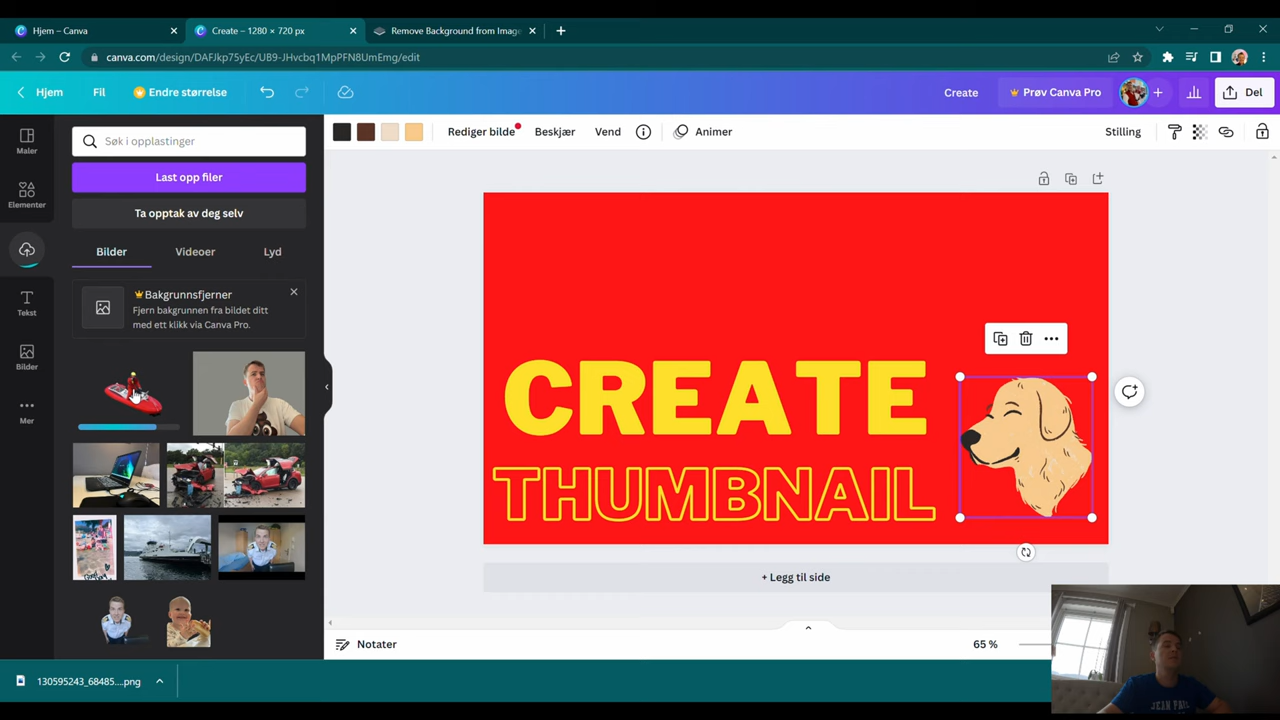 Hjem – Canva
Create – 1280 × 720 px
Remove Background from Image
canva.com/design/DAFJkp75yEc/UB9-JHvcbq1MpPFN8UmEmg/edit
Hjem
Fil
Endre størrelse
Create
Prøv Canva Pro
Del
Maler
Elementer
Tekst
Bilder
Mer
Søk i opplastinger
Last opp filer
Ta opptak av deg selv
Bilder
Videoer
Lyd
Bakgrunnsfjerner
Fjern bakgrunnen fra bildet ditt
med ett klikk via Canva Pro.
Rediger bilde
Beskjær
Vend
Animer
Stilling
CREATE
THUMBNAIL
+ Legg til side
Notater
65 %
130595243_68485....png
JEAN PAUL